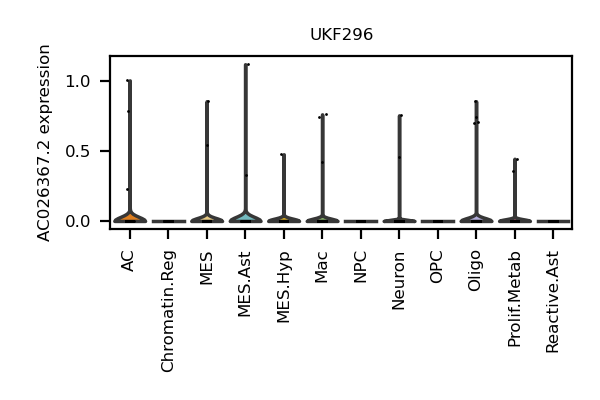 UKF296
AC026367.2 expression
1.0
0.5
0.0
AC
Chromatin.Reg
MES
MES.Ast
MES.Hyp
Mac
NPC
Neuron
OPC
Oligo
Prolif.Metab
Reactive.Ast